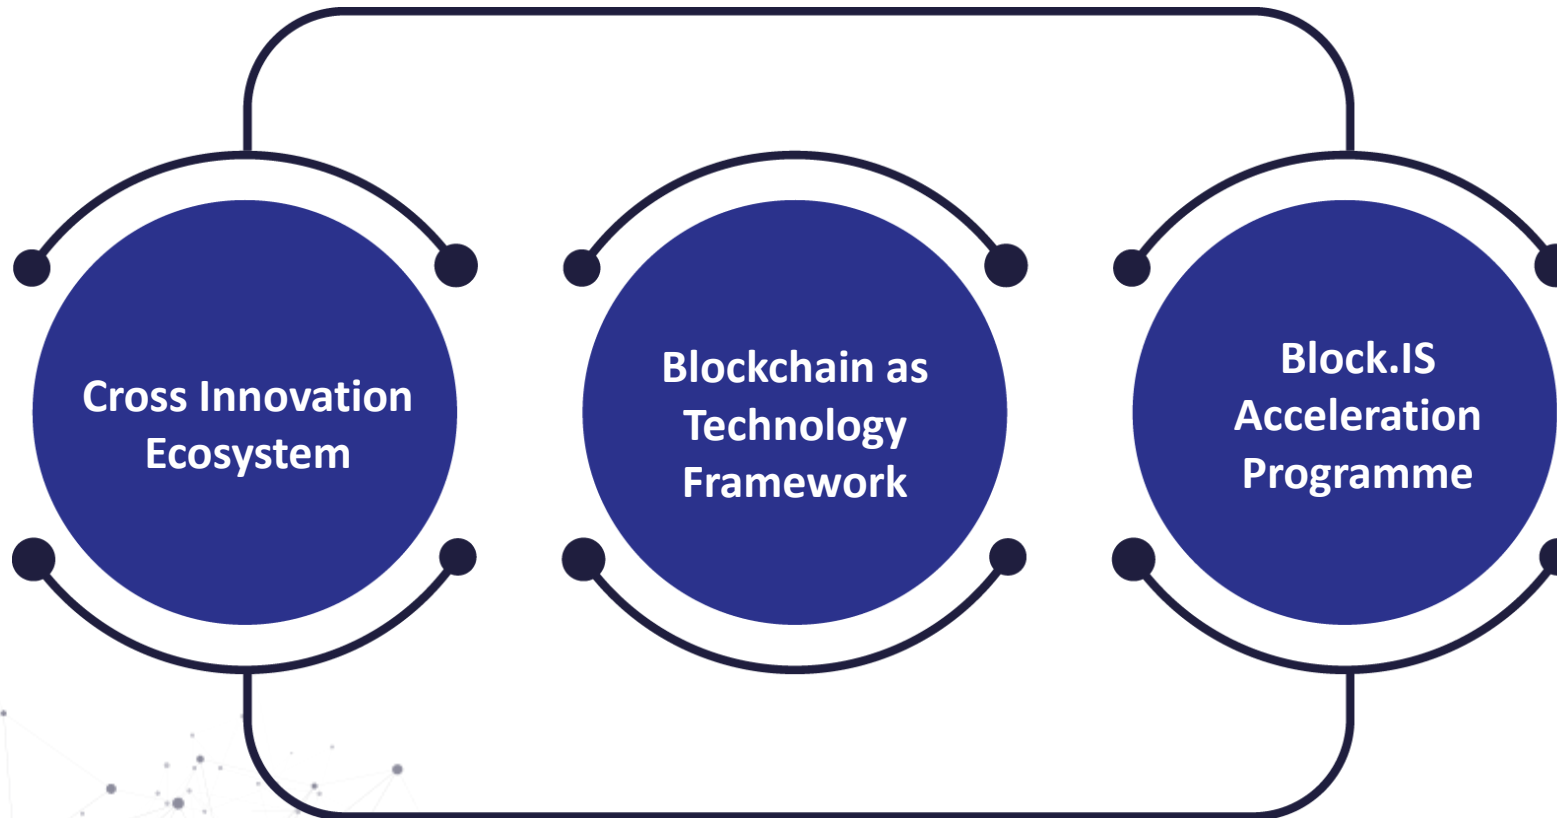 Cross Innovation
Ecosystem
Blockchain as
Technology
Framework
Block.IS
Acceleration
Programme